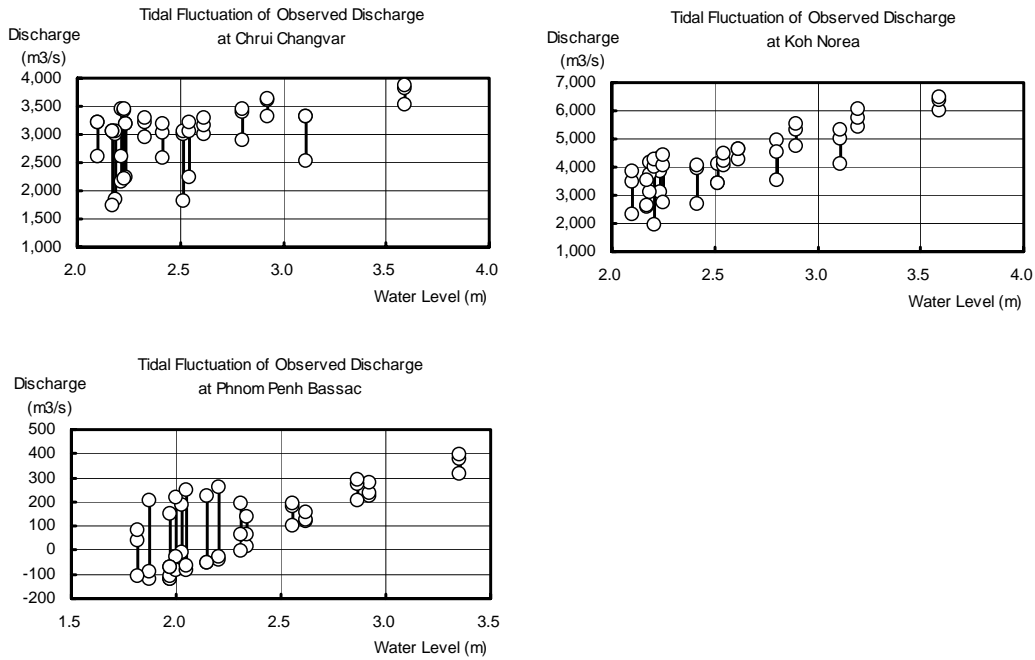 Tidal Fluctuation of Observed Discharge
at Chrui Changvar
Discharge
(m3/s)
4,000
3,500
3,000
2,500
2,000
1,500
1,000
2.0 2.5 3.0 3.5 4.0
Water Level (m)
Tidal Fluctuation of Observed Discharge
at Koh Norea
Discharge
(m3/s)
7,000
6,000
5,000
4,000
3,000
2,000
1,000
2.0 2.5 3.0 3.5 4.0
Water Level (m)
Tidal Fluctuation of Observed Discharge
at Phnom Penh Bassac
Discharge
(m3/s)
500
400
300
200
100
0
-100
-200
1.5 2.0 2.5 3.0 3.5
Water Level (m)